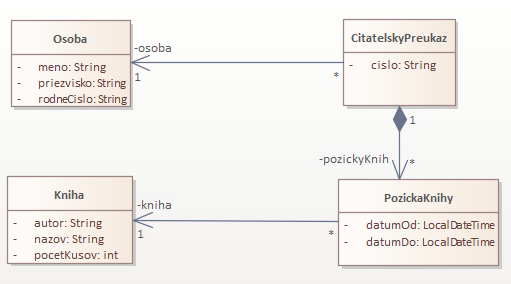 Osoba
- meno: String
- priezvisko: String
- rodneCislo: String
-osoba
1
*
CitatelskyPreukaz
- cislo: String
1
-pozickyKnih
*
Kniha
- autor: String
- nazov: String
- pocetKusov: int
-kniha
1
*
PozickaKnihy
- datumOd: LocalDateTime
- datumDo: LocalDateTime